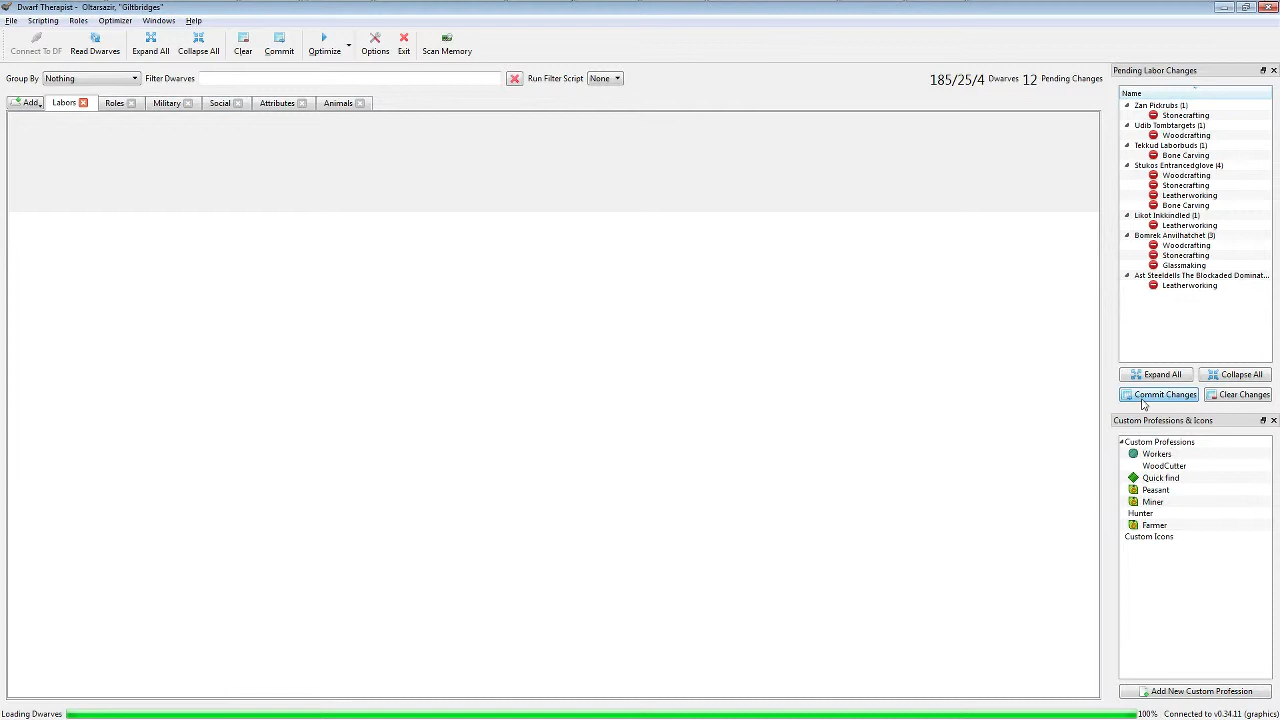 Dwarf Therapist - Oltarsazir, "Giltbridges"
File Scripting Roles Optimizer Windows Help
Connect To DF Read Dwarves Expand All Collapse All Clear Commit Optimize Options Exit Scan Memory
Group By Nothing Filter Dwarves Run Filter Script None 185/25/4 Dwarves 12 Pending Changes
Add Labors Roles Military Social Attributes Animals
Pending Labor Changes
Name
Zan Pickrubs (1)
Stonecrafting
Udib Tombtargets (1)
Woodcrafting
Tekkud Laborbuds (1)
Bone Carving
Stukos Entrancedglove (4)
Woodcrafting
Stonecrafting
Leatherworking
Bone Carving
Likot Inkkindled (1)
Leatherworking
Bomrek Anvilhatchet (3)
Woodcrafting
Stonecrafting
Glassmaking
Ast Steeldells The Blockaded Dominat...
Leatherworking
Expand All Collapse All
Commit Changes Clear Changes
Custom Professions & Icons
Custom Professions
Workers
WoodCutter
Quick find
Peasant
Miner
Hunter
Farmer
Custom Icons
Add New Custom Profession
Loading Dwarves 100% Connected to v0.34.11 (graphics)